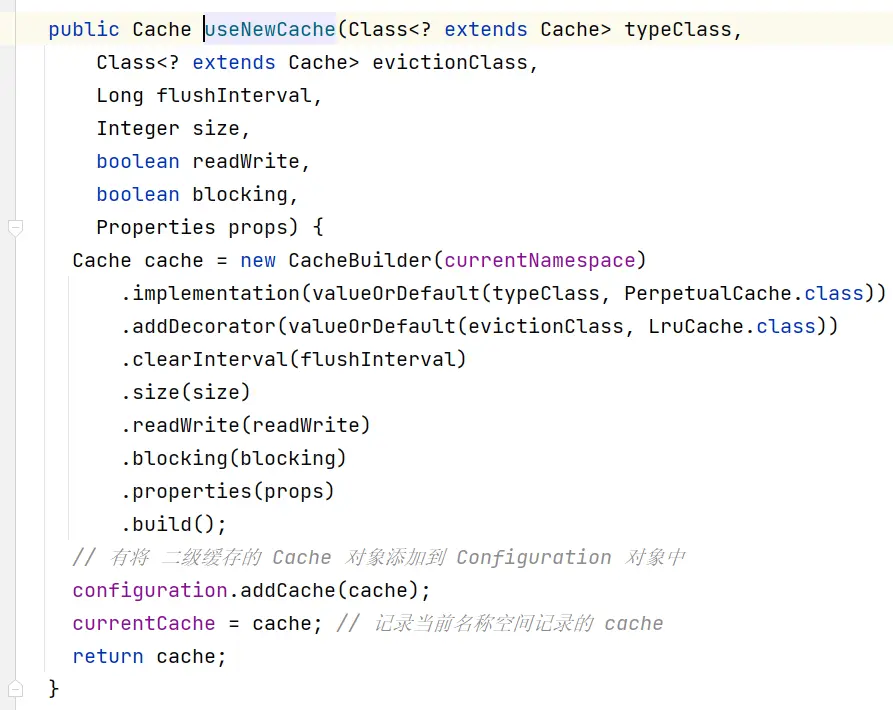 public Cache useNewCache(Class<? extends Cache> typeClass,
Class<? extends Cache> evictionClass,
Long flushInterval,
Integer size,
boolean readWrite,
boolean blocking,
Properties props) {
Cache cache = new CacheBuilder(currentNamespace)
.implementation(valueOrDefault(typeClass, PerpetualCache.class))
.addDecorator(valueOrDefault(evictionClass, LruCache.class))
.clearInterval(flushInterval)
.size(size)
.readWrite(readWrite)
.blocking(blocking)
.properties(props)
.build();
// 有将 二级缓存的 Cache 对象添加到 Configuration 对象中
configuration.addCache(cache);
currentCache = cache; // 记录当前名称空间记录的 cache
return cache;
}